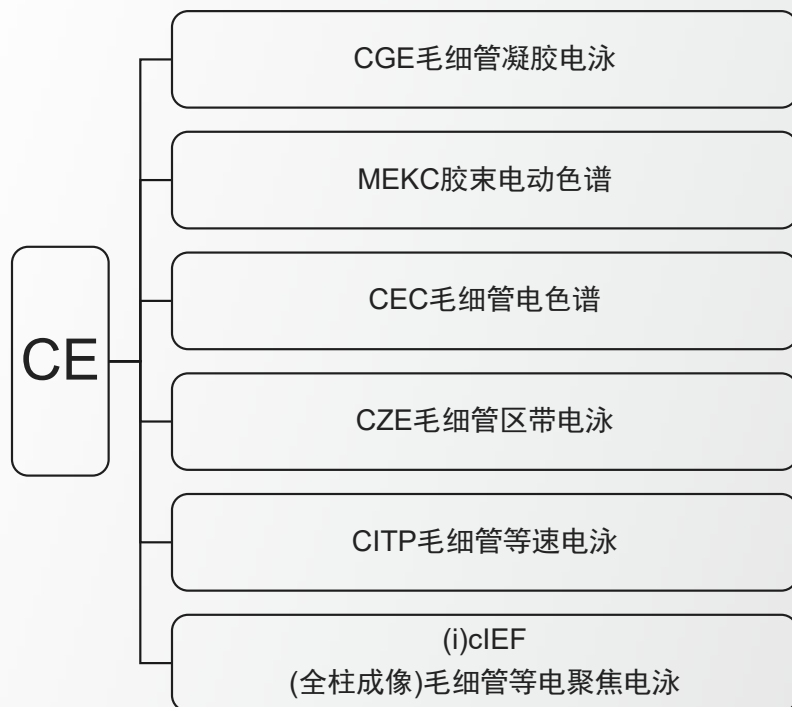 CE
CGE毛细管凝胶电泳
MEKC胶束电动色谱
CEC毛细管电色谱
CZE毛细管区带电泳
CITP毛细管等速电泳
(i)cIEF
(全柱成像)毛细管等电聚焦电泳